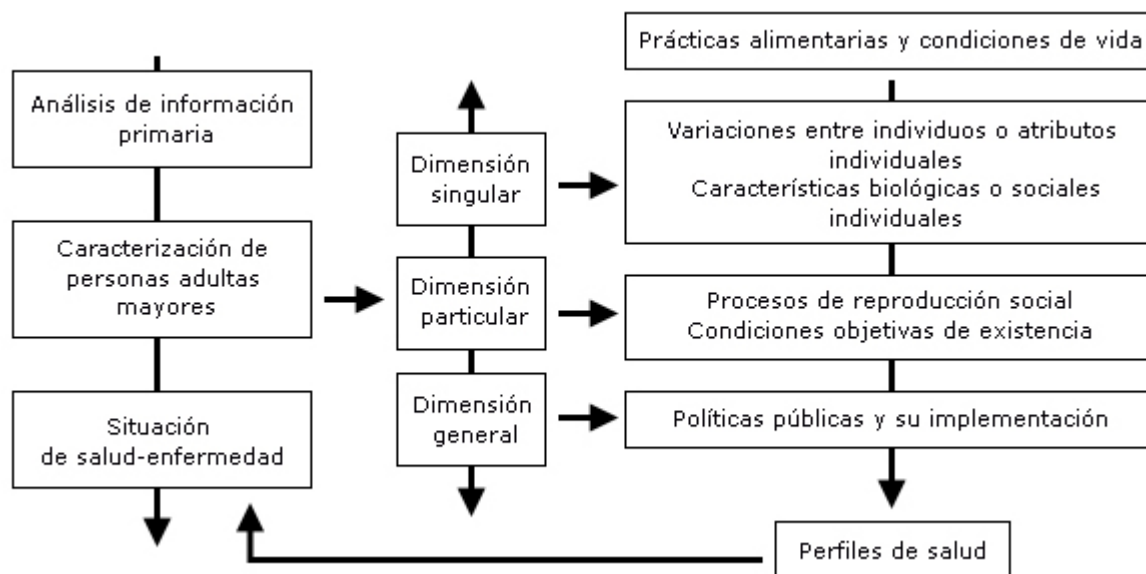 Análisis de información
primaria
Caracterización de
personas adultas
mayores
Situación
de salud-enfermedad
Dimensión
singular
Dimensión
particular
Dimensión
general
Prácticas alimentarias y condiciones de vida
Variaciones entre individuos o atributos
individuales
Características biológicas o sociales
individuales
Procesos de reproducción social
Condiciones objetivas de existencia
Políticas públicas y su implementación
Perfiles de salud